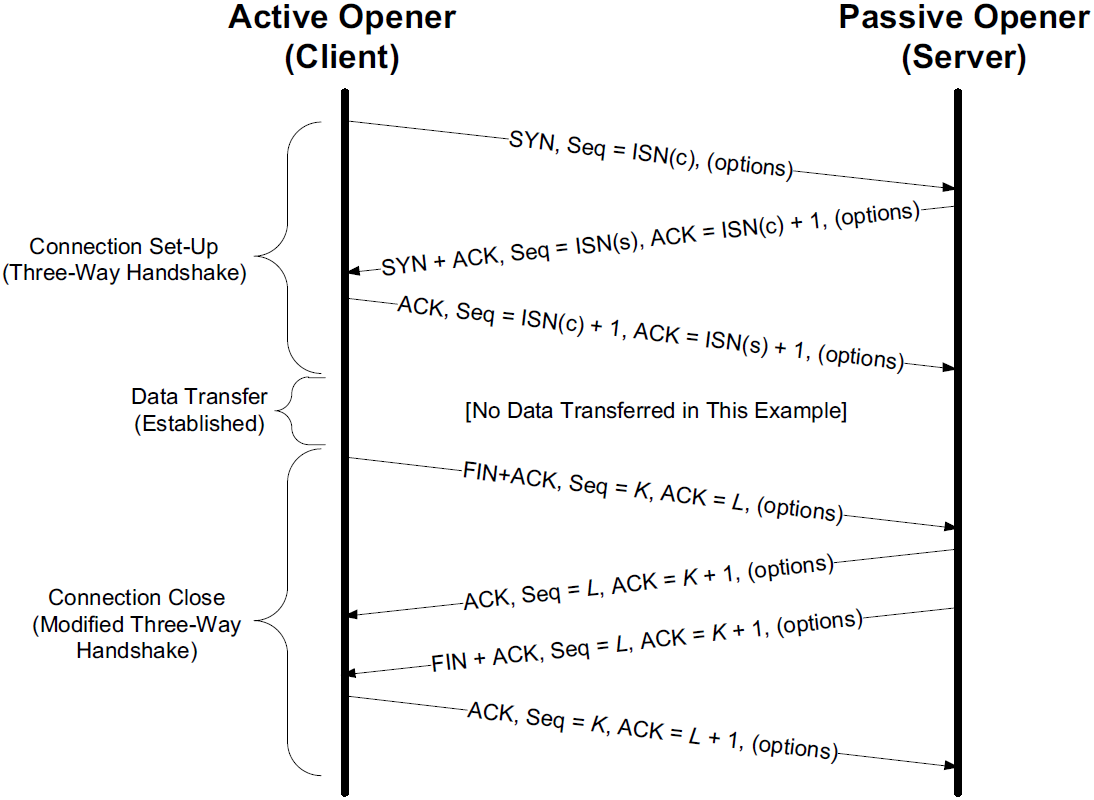 Active Opener
(Client)
Passive Opener
(Server)
SYN, Seq = ISN(c), (options)
SYN + ACK, Seq = ISN(s), ACK = ISN(c) + 1, (options)
Connection Set-Up
(Three-Way Handshake)
ACK, Seq = ISN(c) + 1, ACK = ISN(s) + 1, (options)
Data Transfer
(Established)
[No Data Transferred in This Example]
FIN+ACK, Seq = K, ACK = L, (options)
ACK, Seq = L, ACK = K + 1, (options)
Connection Close
(Modified Three-Way
Handshake)
FIN + ACK, Seq = L, ACK = K + 1, (options)
ACK, Seq = K, ACK = L + 1, (options)